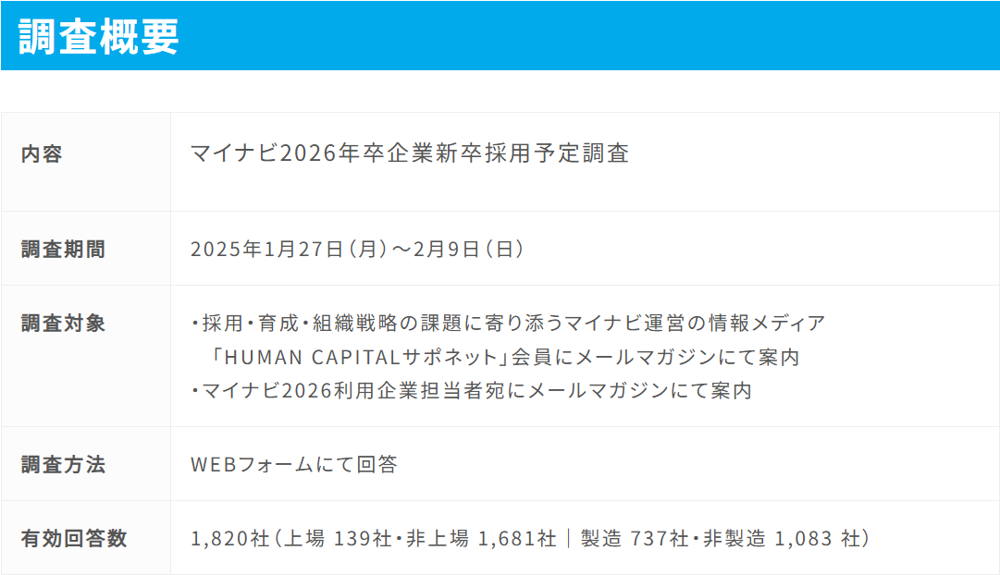 調査概要
内容
マイナビ2026年卒企業新卒採用予定調査
調査期間
2025年1月27日(月)～2月9日(日)
調査対象
・採用・育成・組織戦略の課題に寄り添うマイナビ運営の情報メディア
「HUMAN CAPITALサポネット」会員にメールマガジンにて案内
・マイナビ2026利用企業担当者宛にメールマガジンにて案内
調査方法
WEBフォームにて回答
有効回答数
1,820社(上場 139社・非上場 1,681社｜製造 737社・非製造 1,083 社)